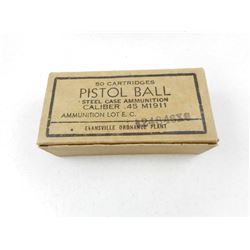 50 CARTRIDGES
PISTOL BALL
STEEL CASE AMMUNITION
CALIBER .45 M1911
AMMUNITION LOT E. C.
EVANSVILLE ORDNANCE PLANT